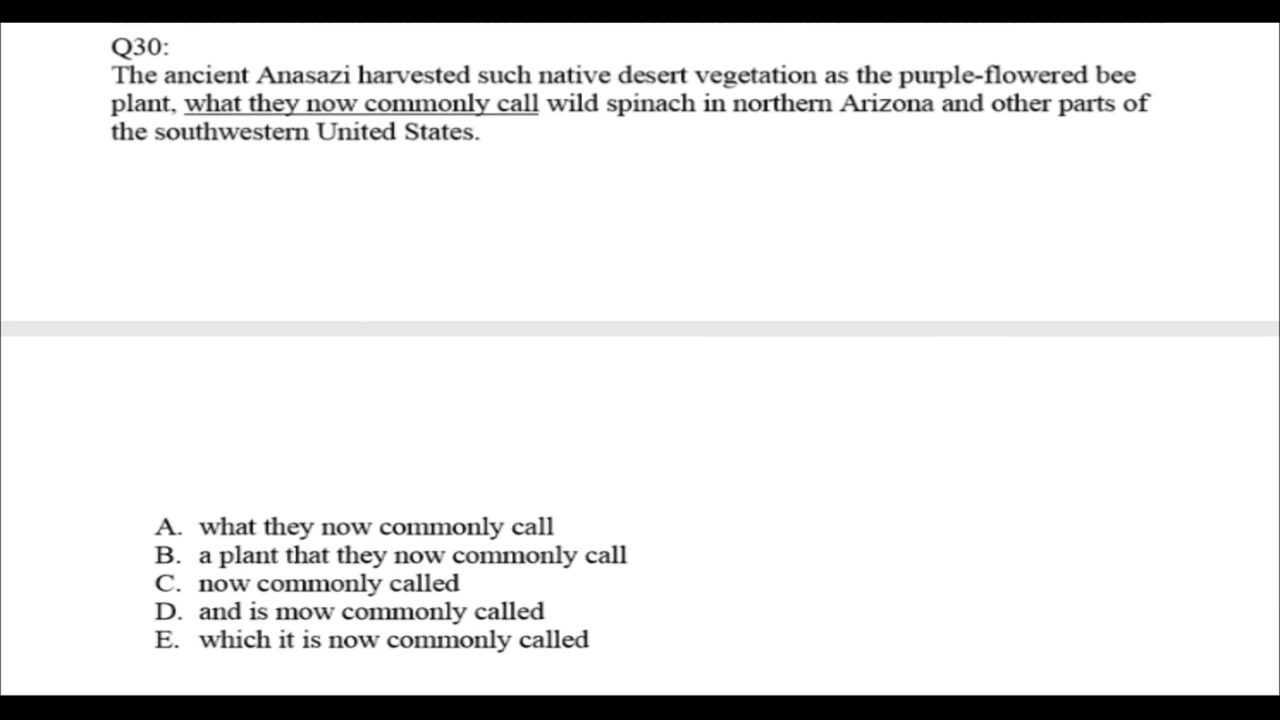 Q30:
The ancient Anasazi harvested such native desert vegetation as the purple-flowered bee
plant, what they now commonly call wild spinach in northern Arizona and other parts of
the southwestern United States.
A. what they now commonly call
B. a plant that they now commonly call
C. now commonly called
D. and is mow commonly called
E. which it is now commonly called